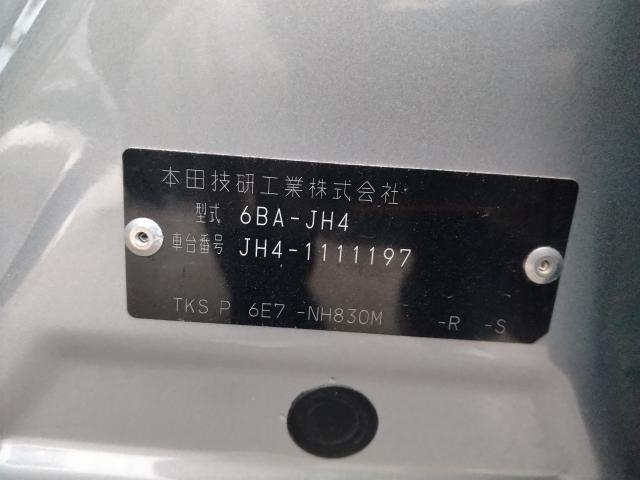 本田技研工業株式会社
型式 6BA-JH4
車台番号 JH4-1111197
TKS P 6E7 -NH830M -R -S